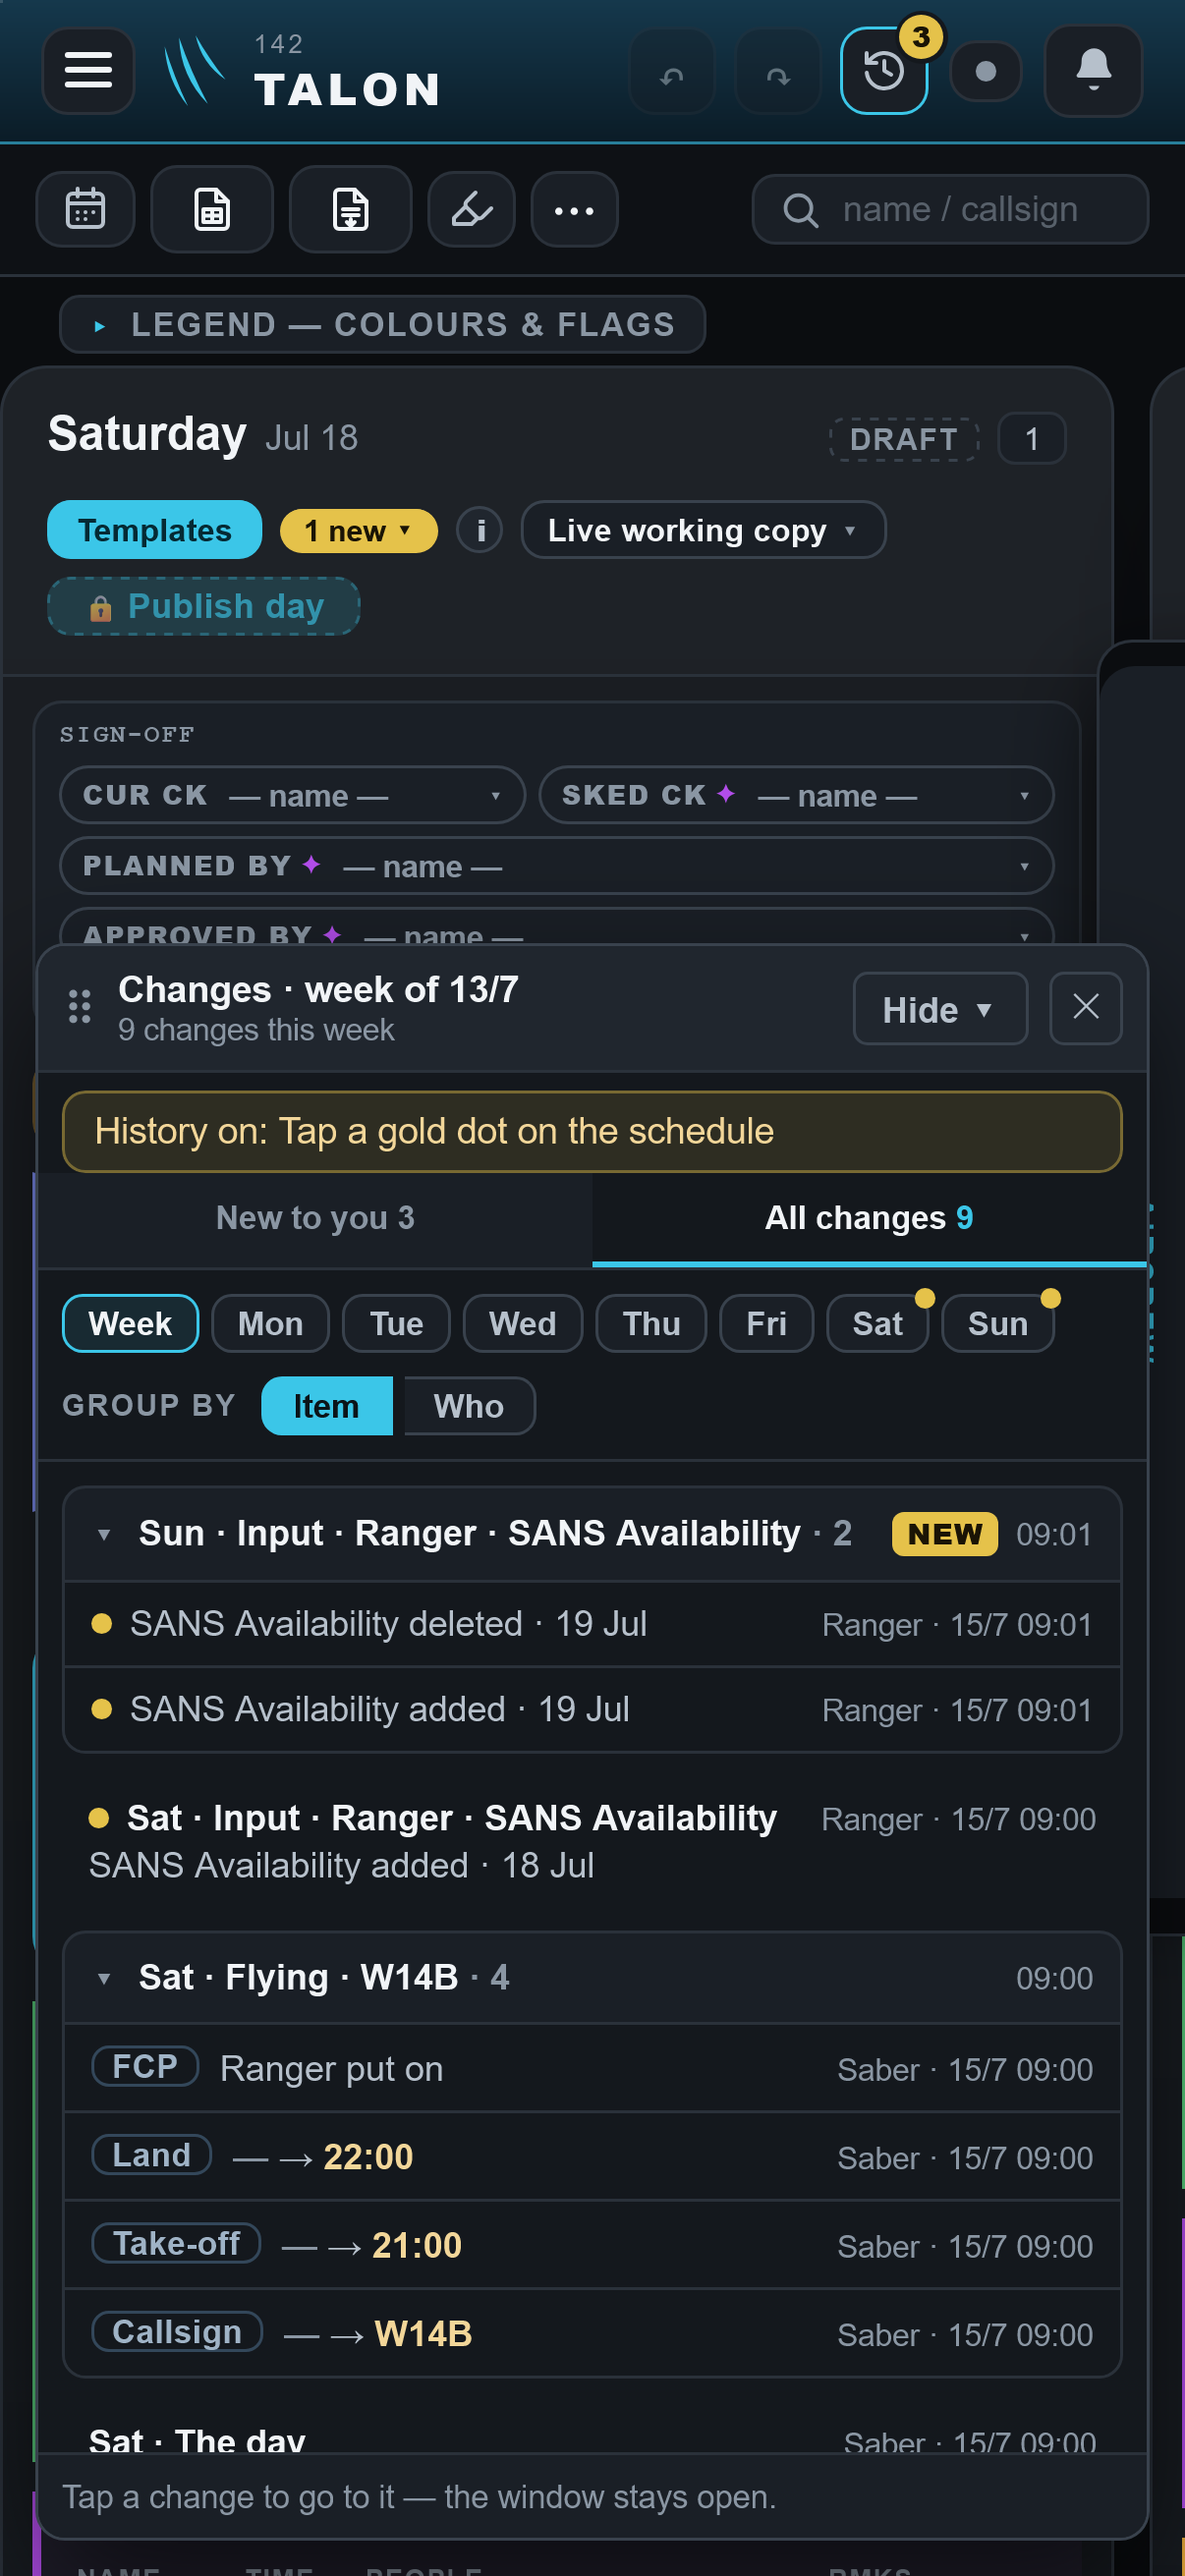 142
TALON
3
name / callsign
LEGEND — COLOURS & FLAGS
Saturday Jul 18 DRAFT 1
Templates 1 new ▾ i Live working copy ▾
Publish day
SIGN-OFF
CUR CK — name — SKED CK ✦ — name —
PLANNED BY ✦ — name —
APPROVED BY ✦ — name —
Changes · week of 13/7
9 changes this week
Hide ▼
History on: Tap a gold dot on the schedule
New to you 3 All changes 9
Week Mon Tue Wed Thu Fri Sat Sun
GROUP BY Item Who
Sun · Input · Ranger · SANS Availability · 2 NEW 09:01
SANS Availability deleted · 19 Jul Ranger · 15/7 09:01
SANS Availability added · 19 Jul Ranger · 15/7 09:01
Sat · Input · Ranger · SANS Availability Ranger · 15/7 09:00
SANS Availability added · 18 Jul
Sat · Flying · W14B · 4 09:00
FCP Ranger put on Saber · 15/7 09:00
Land — → 22:00 Saber · 15/7 09:00
Take-off — → 21:00 Saber · 15/7 09:00
Callsign — → W14B Saber · 15/7 09:00
Sat · The day Saber · 15/7 09:00
Tap a change to go to it — the window stays open.
NAME TIME PEOPLE RMKS